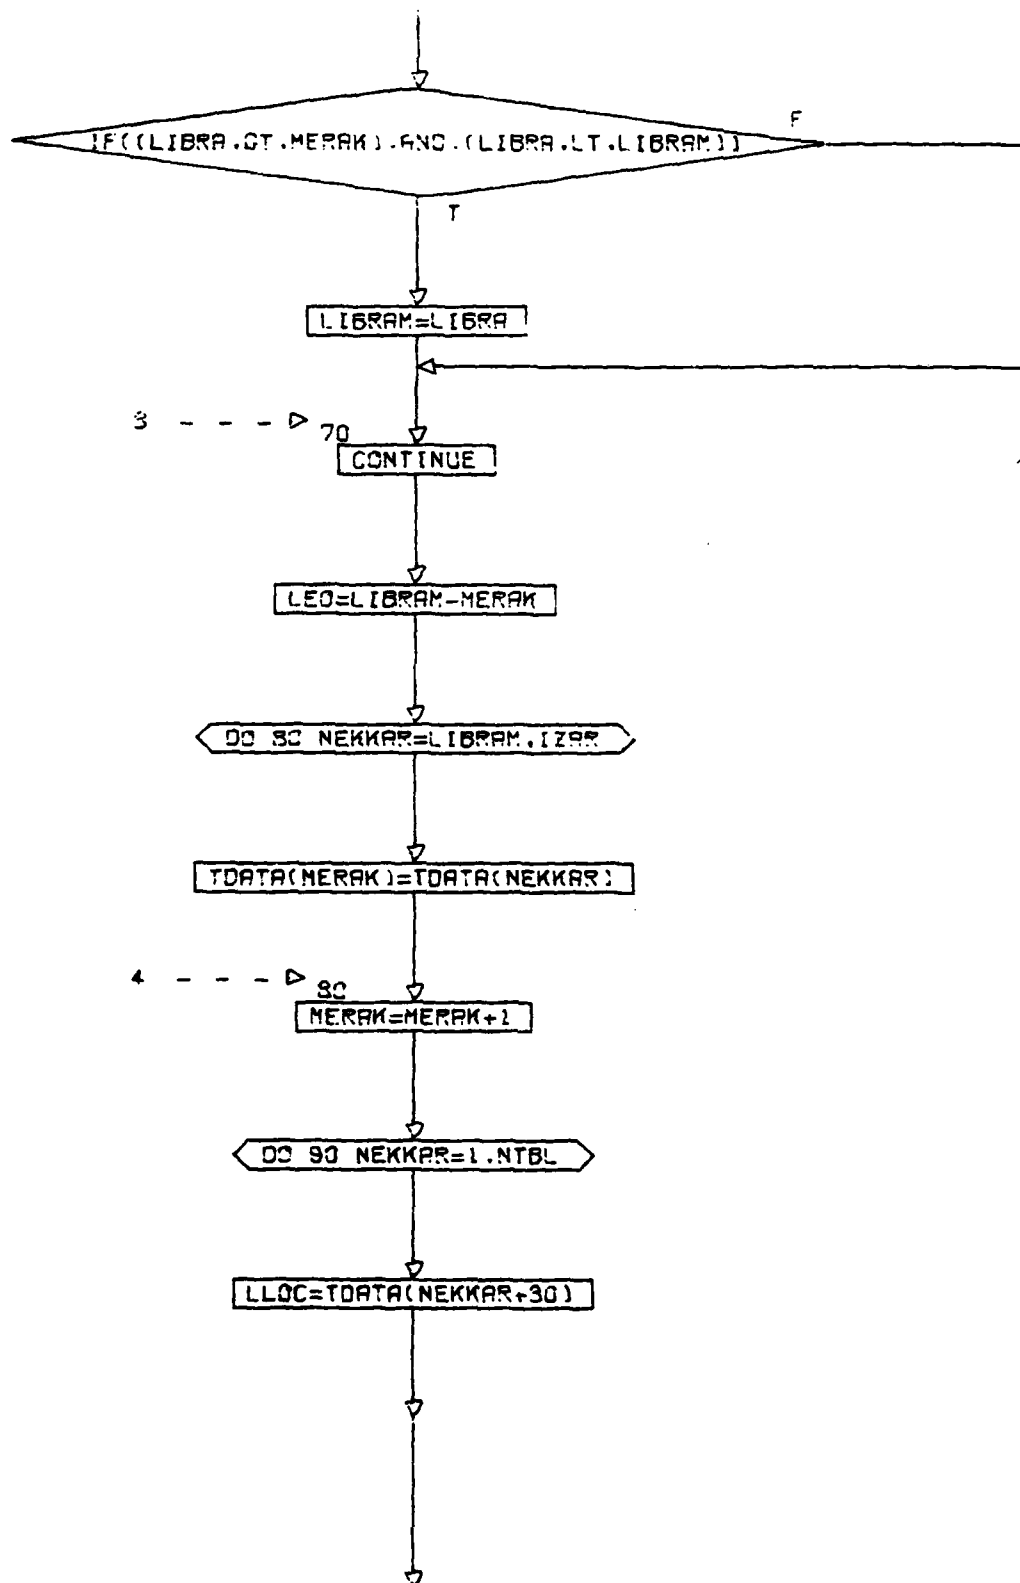 F
IF((LIBRA.GT.MERAK).AND.(LIBRA.LT.LIBRAM))
T
LIBRAM=LIBRA
3
70
CONTINUE
LEO=LIBRAM-MERAK
DO 80 NEKKAR=LIBRAM,IZAR
TDATA(MERAK)=TDATA(NEKKAR)
4
80
MERAK=MERAK+1
DO 90 NEKKAR=1,NTBL
LLOC=TDATA(NEKKAR+30)